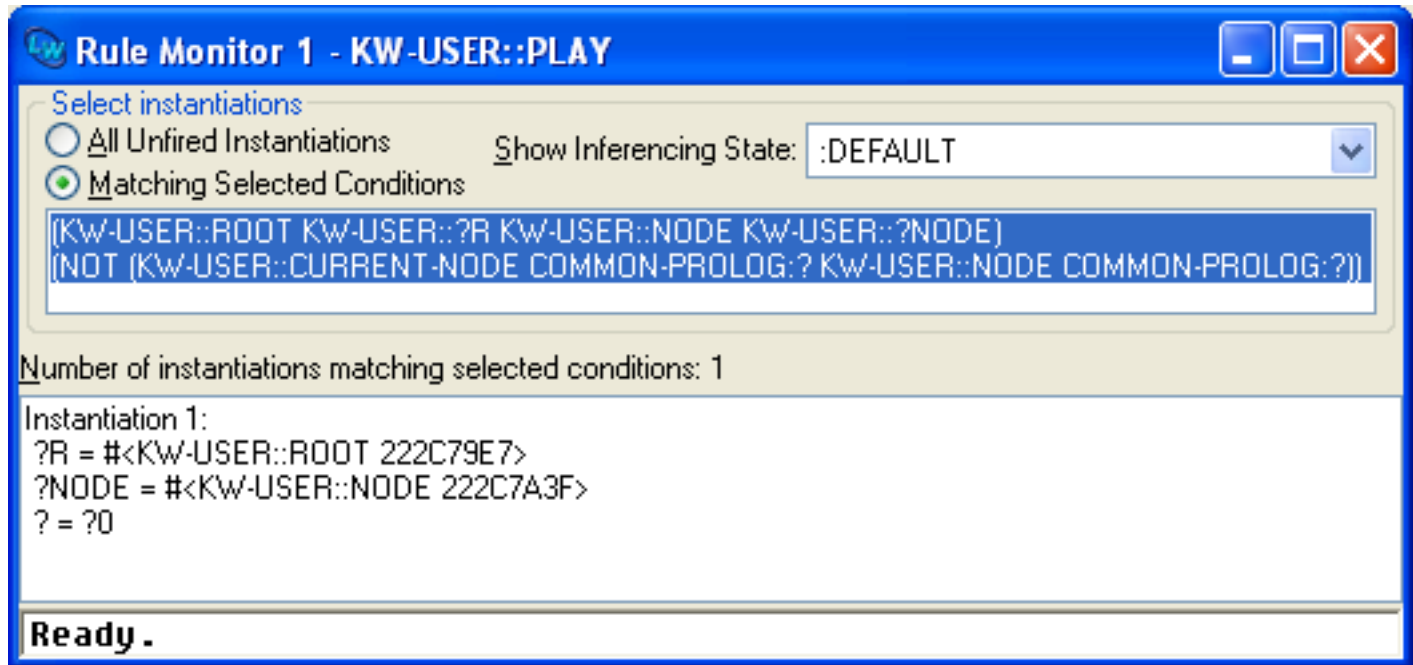 Rule Monitor 1 - KW-USER::PLAY
Select instantiations
All Unfired Instantiations
Show Inferencing State: :DEFAULT
Matching Selected Conditions
(KW-USER::ROOT KW-USER::?R KW-USER::NODE KW-USER::?NODE)
(NOT (KW-USER::CURRENT-NODE COMMON-PROLOG:? KW-USER::NODE COMMON-PROLOG:?))
Number of instantiations matching selected conditions: 1
Instantiation 1:
?R = #<KW-USER::ROOT 222C79E7>
?NODE = #<KW-USER::NODE 222C7A3F>
? = ?0
Ready.